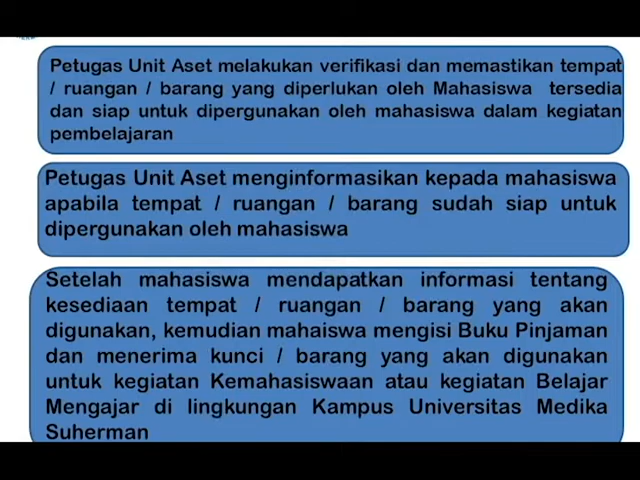 Petugas Unit Aset melakukan verifikasi dan memastikan tempat
/ ruangan / barang yang diperlukan oleh Mahasiswa tersedia
dan siap untuk dipergunakan oleh mahasiswa dalam kegiatan
pembelajaran
Petugas Unit Aset menginformasikan kepada mahasiswa
apabila tempat / ruangan / barang sudah siap untuk
dipergunakan oleh mahasiswa
Setelah mahasiswa mendapatkan informasi tentang
kesediaan tempat / ruangan / barang yang akan
digunakan, kemudian mahaiswa mengisi Buku Pinjaman
dan menerima kunci / barang yang akan digunakan
untuk kegiatan Kemahasiswaan atau kegiatan Belajar
Mengajar di lingkungan Kampus Universitas Medika
Suherman